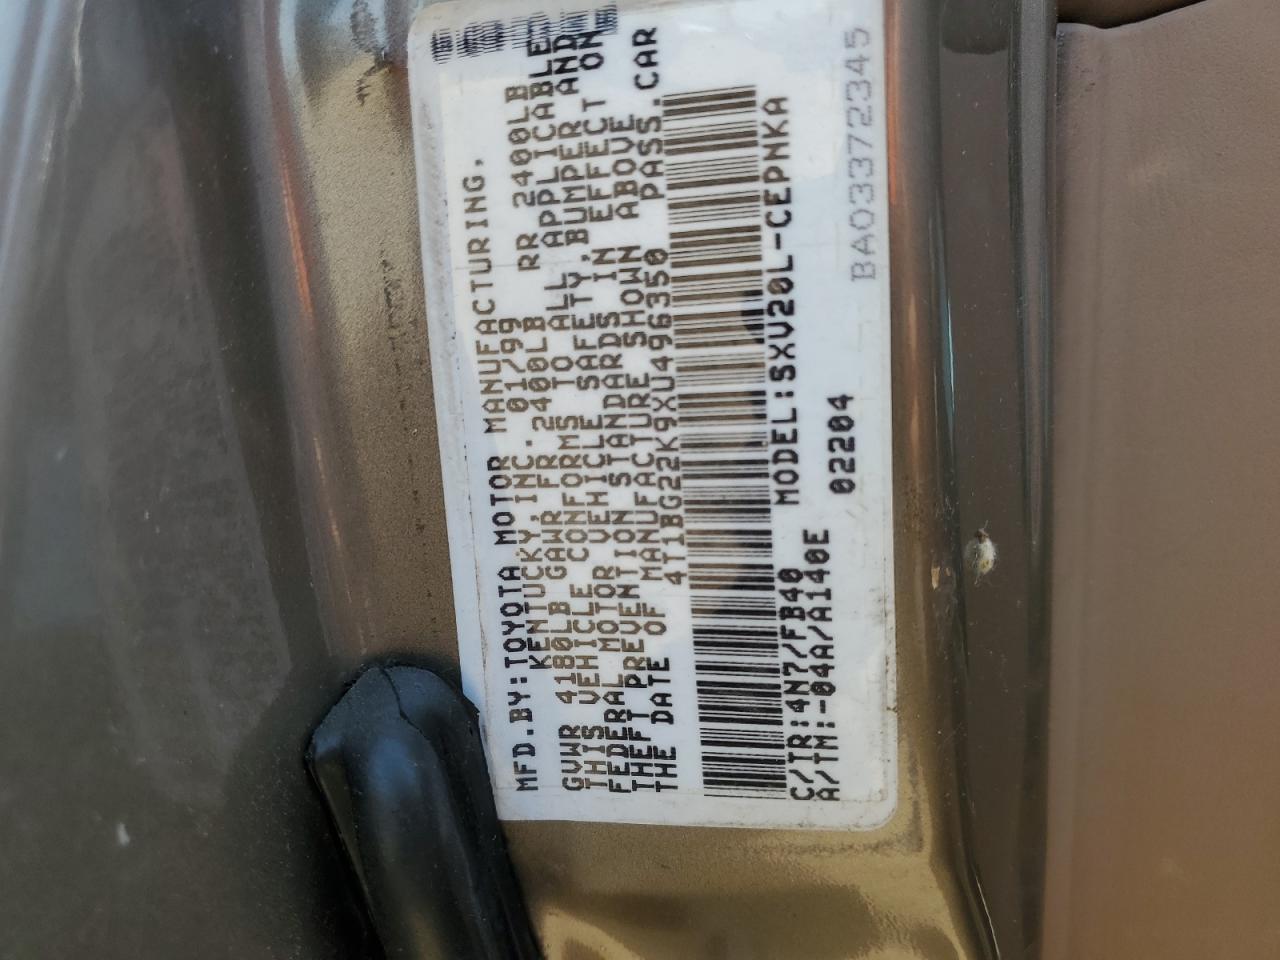 MFD.BY:TOYOTA MOTOR MANUFACTURING,
KENTUCKY,INC. 01/99
GVWR 4180LB GAWR FR 2400LB RR 2400LB
THIS VEHICLE CONFORMS TO ALL APPLICABLE
FEDERAL MOTOR VEHICLE SAFETY,BUMPER AND
THEFT PREVENTION STANDARDS IN EFFECT ON
THE DATE OF MANUFACTURE SHOWN ABOVE.
4T1BG22K9XU496350 PASS.CAR
C/TR:4N7/FB40 MODEL:SXV20L-CEPNKA
A/TM:-04A/A140E 02204
BA0337372345